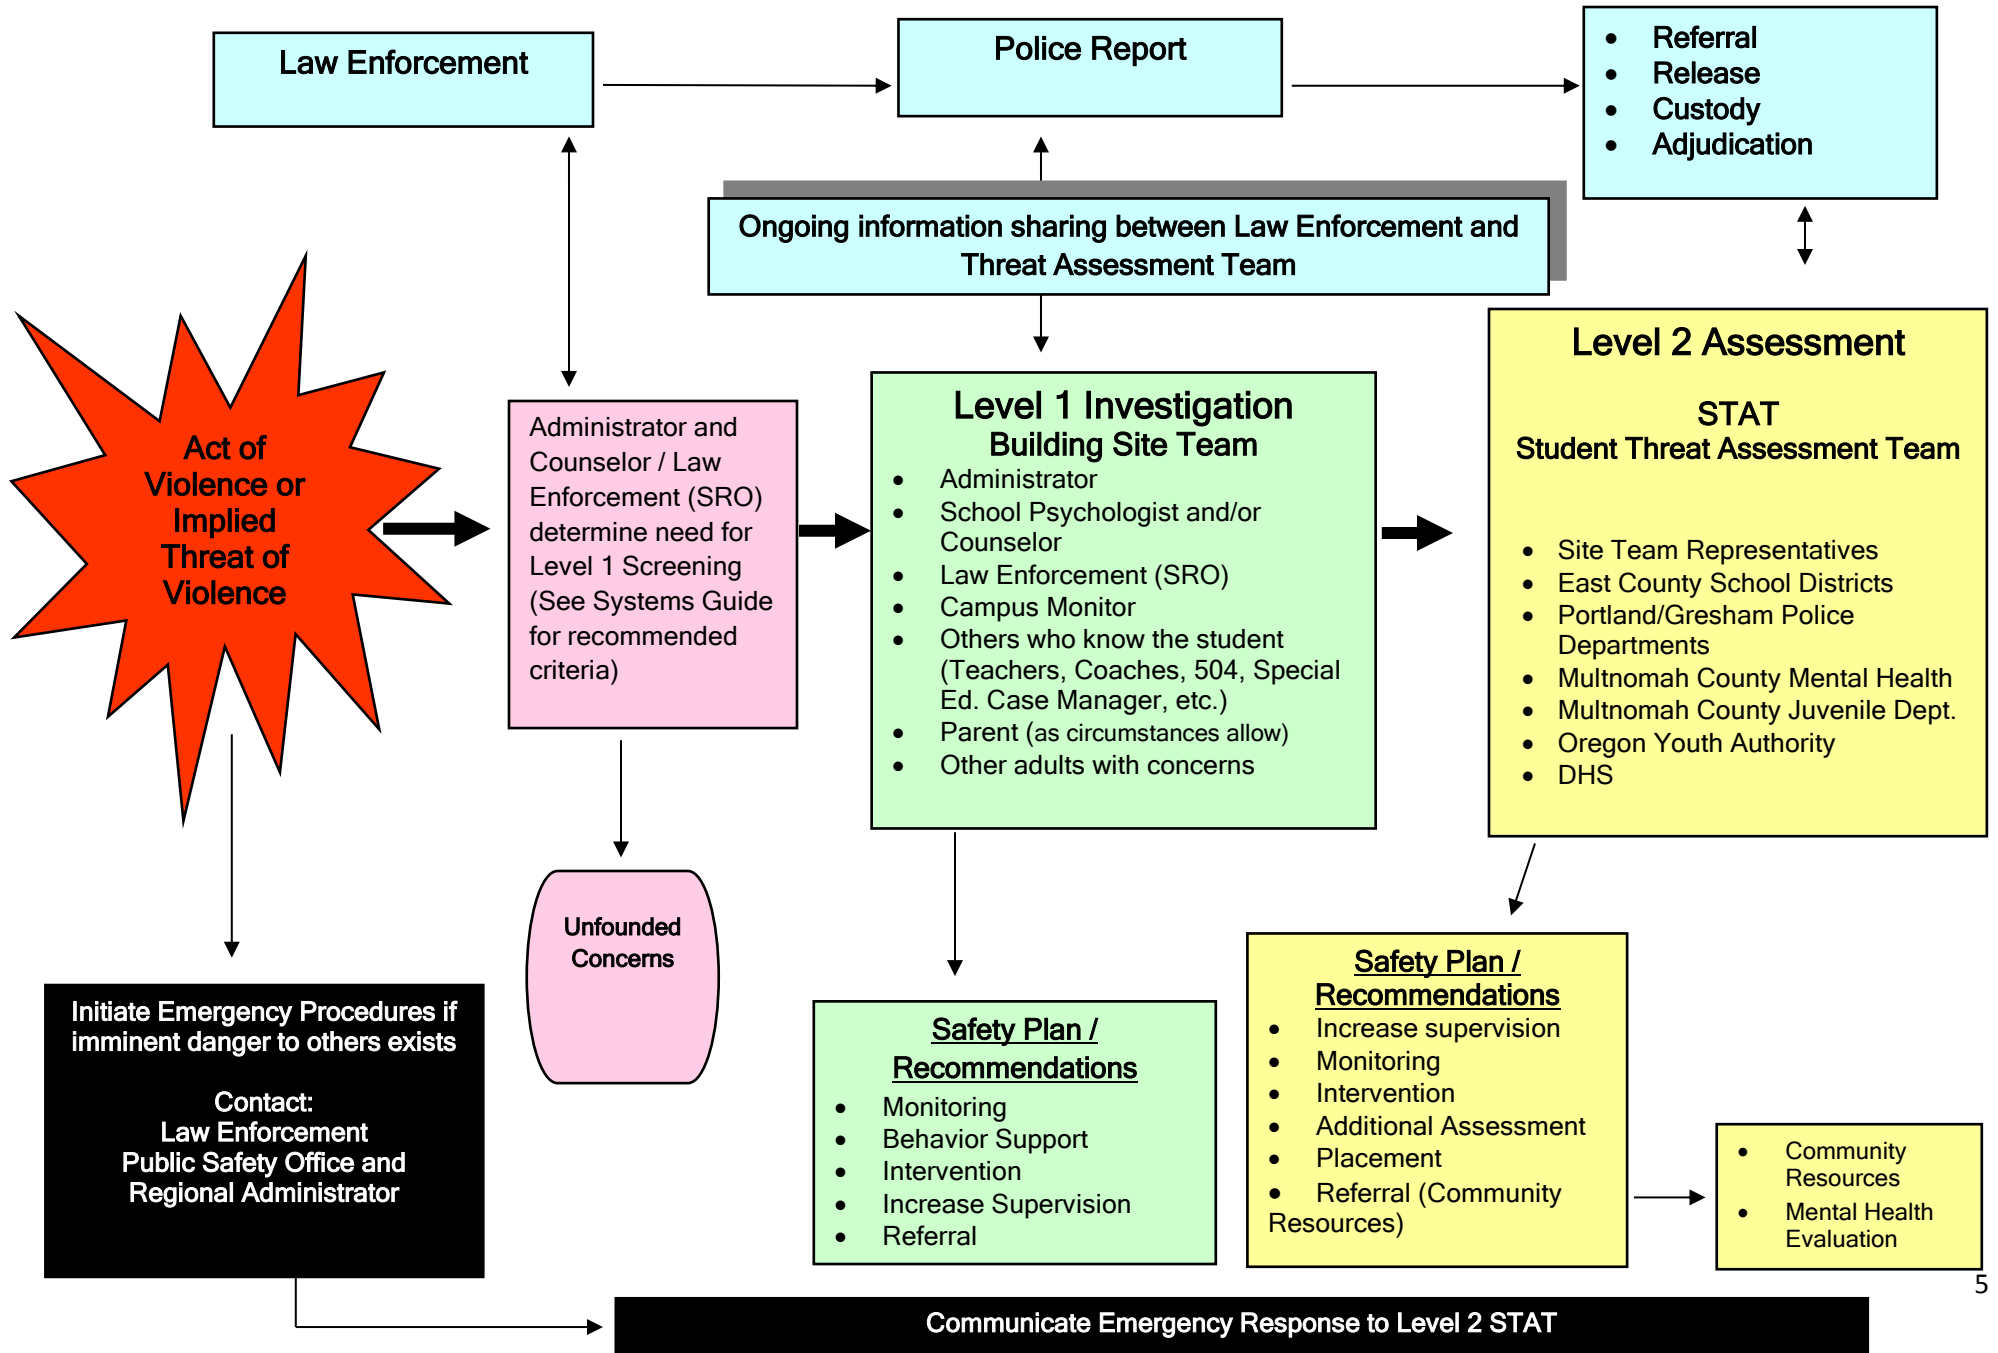 Law Enforcement
Police Report
• Referral
• Release
• Custody
• Adjudication
Ongoing information sharing between Law Enforcement and
Threat Assessment Team
Act of
Violence or
Implied
Threat of
Violence
Administrator and
Counselor / Law
Enforcement (SRO)
determine need for
Level 1 Screening
(See Systems Guide
for recommended
criteria)
Level 1 Investigation
Building Site Team
• Administrator
• School Psychologist and/or
Counselor
• Law Enforcement (SRO)
• Campus Monitor
• Others who know the student
(Teachers, Coaches, 504, Special
Ed. Case Manager, etc.)
• Parent (as circumstances allow)
• Other adults with concerns
Level 2 Assessment
STAT
Student Threat Assessment Team
• Site Team Representatives
• East County School Districts
• Portland/Gresham Police
Departments
• Multnomah County Mental Health
• Multnomah County Juvenile Dept.
• Oregon Youth Authority
• DHS
Unfounded
Concerns
Initiate Emergency Procedures if
imminent danger to others exists
Contact:
Law Enforcement
Public Safety Office and
Regional Administrator
Safety Plan /
Recommendations
• Monitoring
• Behavior Support
• Intervention
• Increase Supervision
• Referral
Safety Plan /
Recommendations
• Increase supervision
• Monitoring
• Intervention
• Additional Assessment
• Placement
• Referral (Community
Resources)
• Community
Resources
• Mental Health
Evaluation
5
Communicate Emergency Response to Level 2 STAT